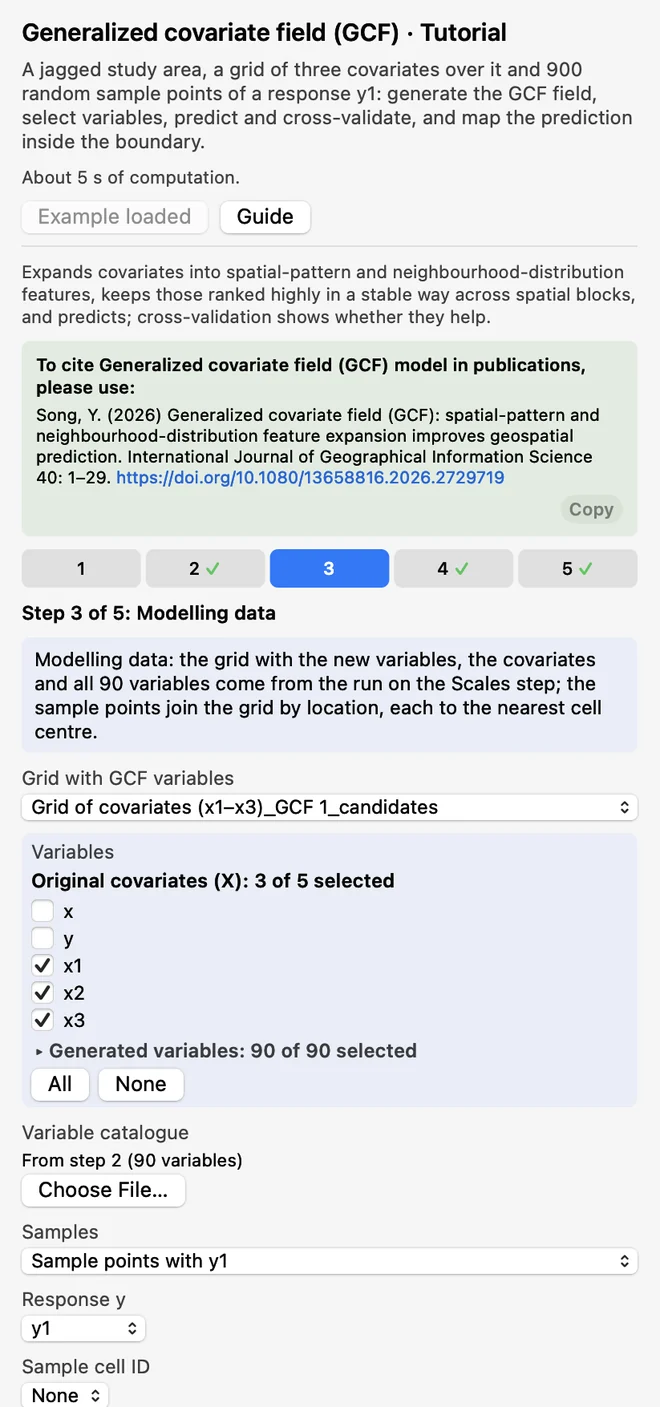 Generalized covariate field (GCF) · Tutorial
A jagged study area, a grid of three covariates over it and 900
random sample points of a response y1: generate the GCF field,
select variables, predict and cross-validate, and map the prediction
inside the boundary.
About 5 s of computation.
Example loaded Guide
Expands covariates into spatial-pattern and neighbourhood-distribution
features, keeps those ranked highly in a stable way across spatial blocks,
and predicts; cross-validation shows whether they help.
To cite Generalized covariate field (GCF) model in publications,
please use:
Song, Y. (2026) Generalized covariate field (GCF): spatial-pattern and
neighbourhood-distribution feature expansion improves geospatial
prediction. International Journal of Geographical Information Science
40: 1–29. https://doi.org/10.1080/13658816.2026.2729719
Copy
1 2 ✓ 3 4 ✓ 5 ✓
Step 3 of 5: Modelling data
Modelling data: the grid with the new variables, the covariates
and all 90 variables come from the run on the Scales step; the
sample points join the grid by location, each to the nearest cell
centre.
Grid with GCF variables
Grid of covariates (x1–x3)_GCF 1_candidates
Variables
Original covariates (X): 3 of 5 selected
x
y
x1
x2
x3
Generated variables: 90 of 90 selected
All None
Variable catalogue
From step 2 (90 variables)
Choose File...
Samples
Sample points with y1
Response y
y1
Sample cell ID
None